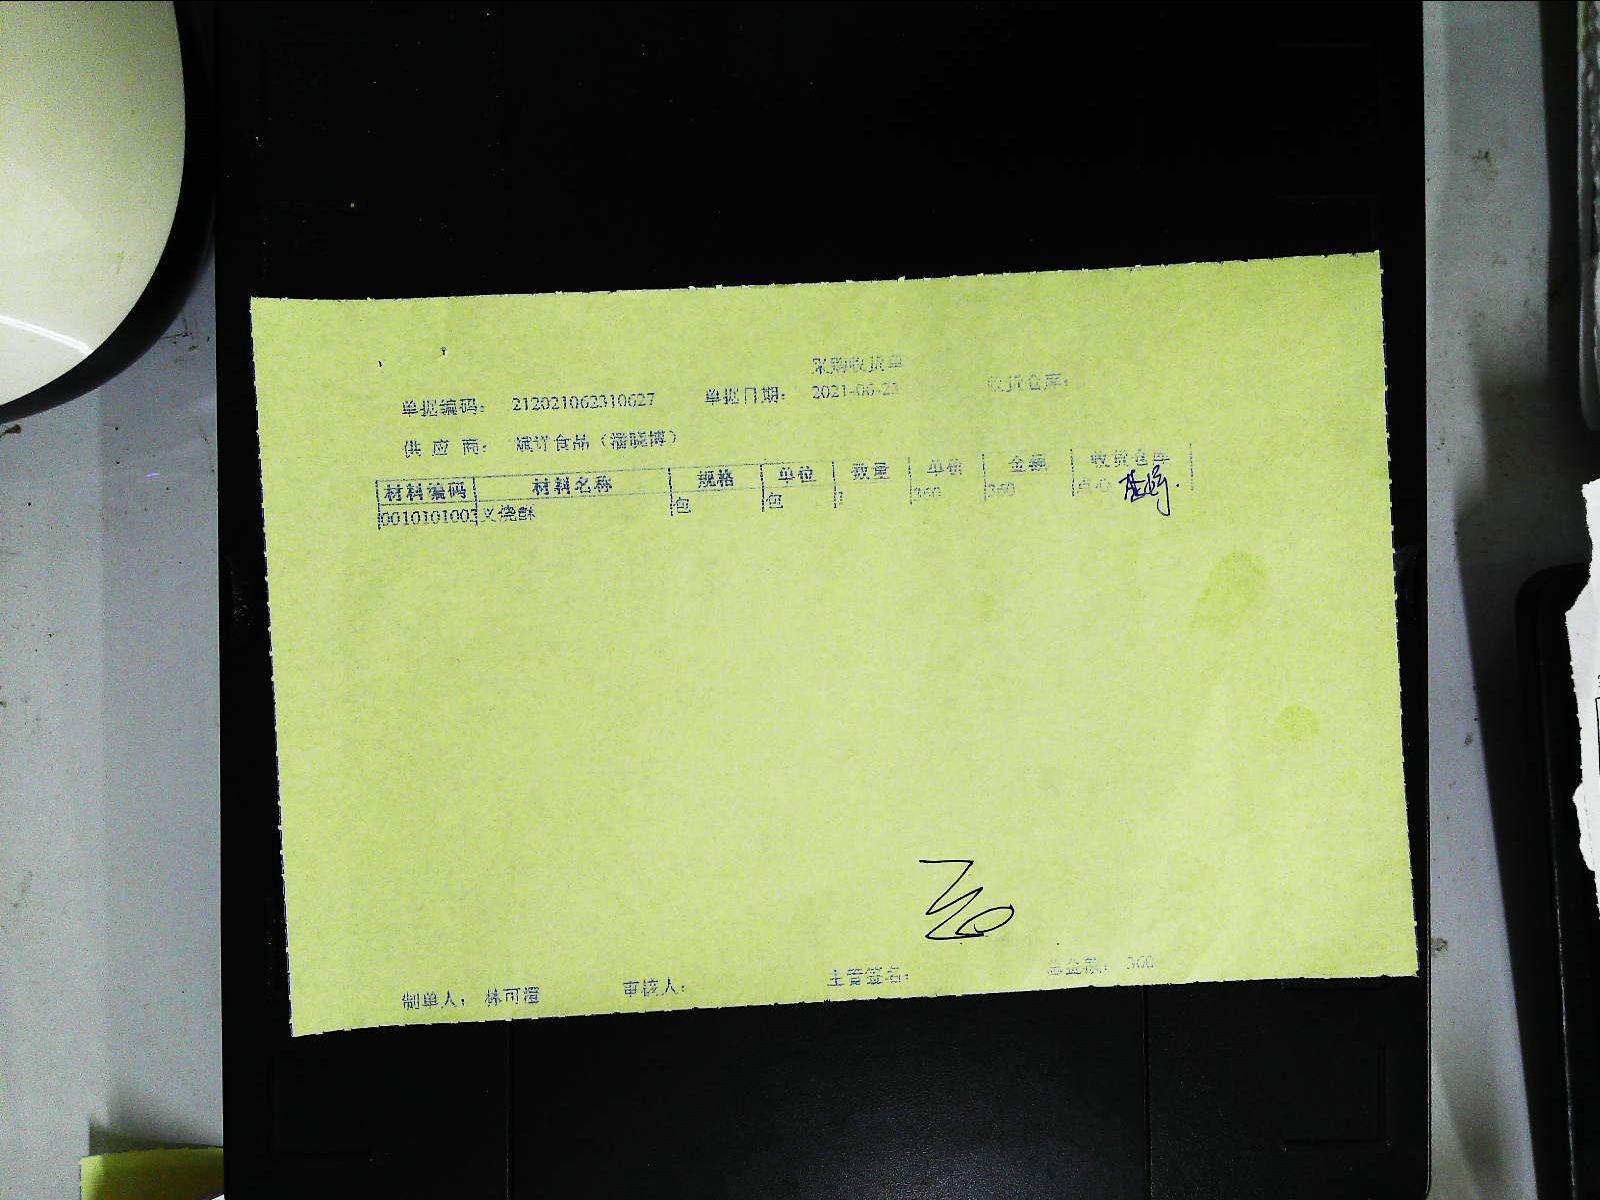 采购收货单
单据编码： 212021062310627 单据日期： 2021-06-23 收货仓库：
供 应 商： 斌洋食品（潘晓博）
材料编码 材料名称 规格 单位 数量 单价 金额 收货仓库
0010101003 叉烧酥 包 包 1 360 360 点心
制单人： 林可澄 审核人： 主管签名： 总金额： 360